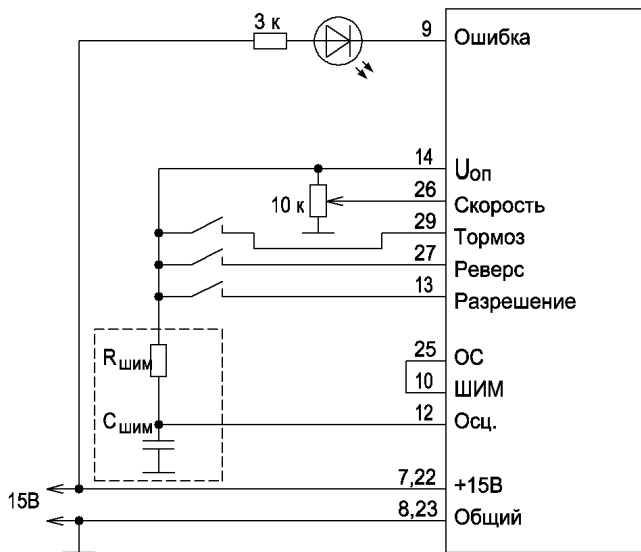 3 к
9
Ошибка
14
Uоп
26
Скорость
10 к
29
Тормоз
27
Реверс
13
Разрешение
Rшим
25
ОС
10
ШИМ
Cшим
12
Осц.
7,22
+15В
15В
8,23
Общий